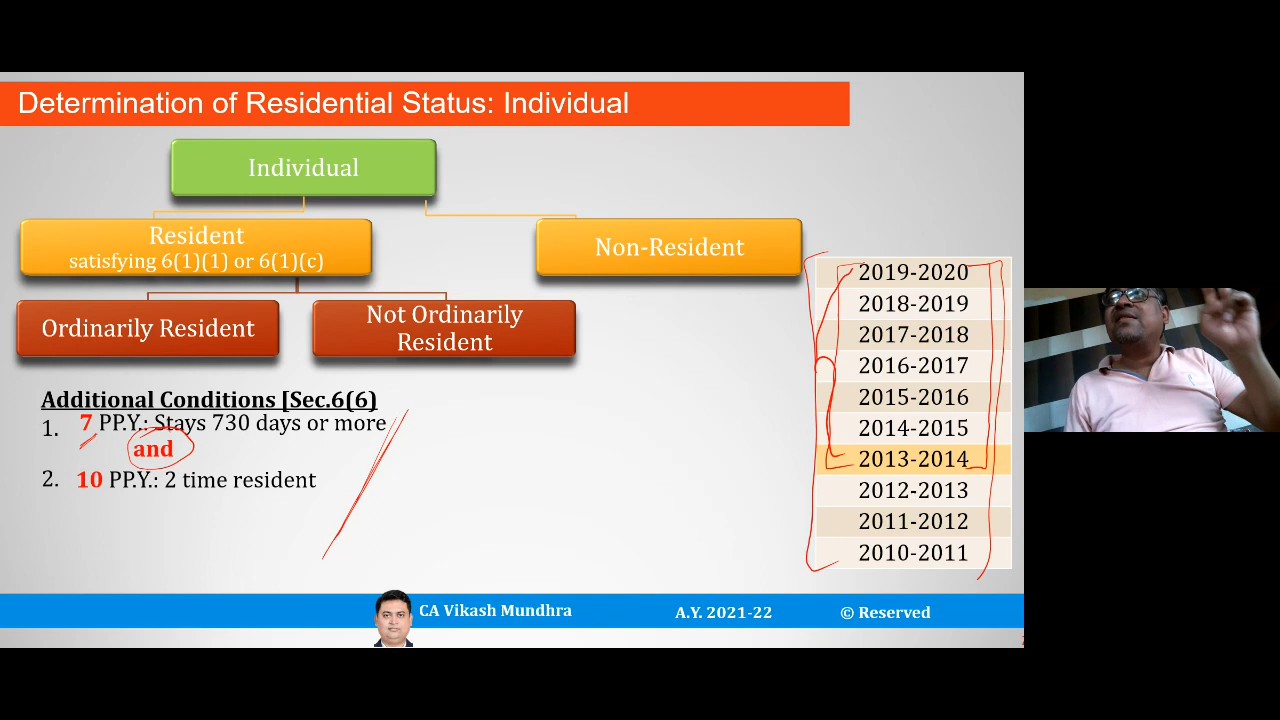 Determination of Residential Status: Individual
Individual
Resident
satisfying 6(1)(1) or 6(1)(c)
Non-Resident
Ordinarily Resident
Not Ordinarily
Resident
Additional Conditions [Sec.6(6)
1. 7 PP.Y.: Stays 730 days or more
and
2. 10 PP.Y.: 2 time resident
2019-2020
2018-2019
2017-2018
2016-2017
2015-2016
2014-2015
2013-2014
2012-2013
2011-2012
2010-2011
CA Vikash Mundhra
A.Y. 2021-22
© Reserved